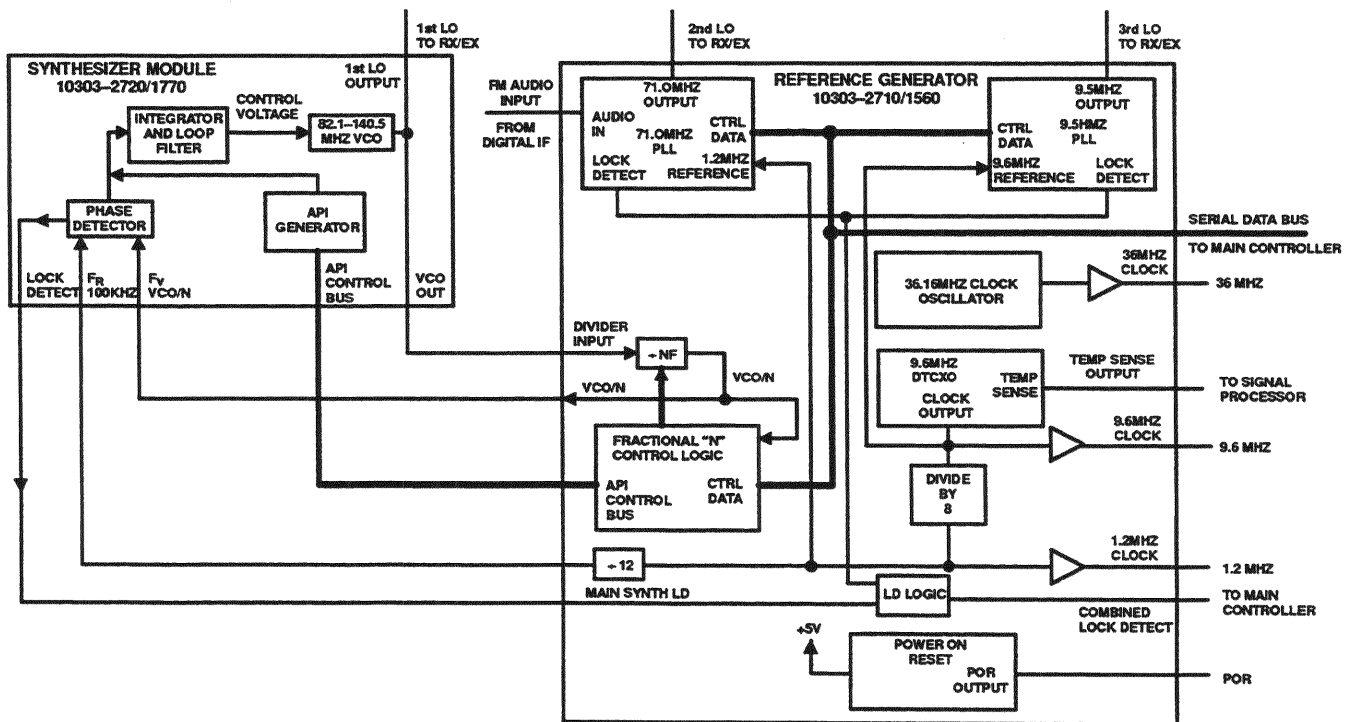 1st LO
TO RX/EX
2nd LO
TO RX/EX
3rd LO
TO RX/EX
SYNTHESIZER MODULE
10303–2720/1770
1st LO
OUTPUT
CONTROL
VOLTAGE
INTEGRATOR
AND LOOP
FILTER
82.1–140.5
MHZ VCO
PHASE
DETECTOR
API
GENERATOR
LOCK
DETECT
FR
100KHZ
FV
VCO/N
API
CONTROL
BUS
VCO
OUT
FM AUDIO
INPUT
FROM
DIGITAL IF
REFERENCE GENERATOR
10303–2710/1560
71.0MHZ
OUTPUT
AUDIO
IN
71.0MHZ
PLL
CTRL
DATA
LOCK
DETECT
1.2MHZ
REFERENCE
9.5MHZ
OUTPUT
CTRL
DATA
9.5HMZ
PLL
9.6MHZ
REFERENCE
LOCK
DETECT
SERIAL DATA BUS
TO MAIN CONTROLLER
36.16MHZ CLOCK
OSCILLATOR
36MHZ
CLOCK
36 MHZ
DIVIDER
INPUT
÷ NF
VCO/N
VCO/N
9.6MHZ
DTCXO
TEMP
SENSE
CLOCK
OUTPUT
TEMP SENSE
OUTPUT
TO SIGNAL
PROCESSOR
FRACTIONAL "N"
CONTROL LOGIC
API
CONTROL
BUS
CTRL
DATA
9.6MHZ
CLOCK
9.6 MHZ
DIVIDE
BY
8
÷ 12
1.2MHZ
CLOCK
1.2 MHZ
MAIN SYNTH LD
LD LOGIC
COMBINED
LOCK DETECT
TO MAIN
CONTROLLER
+5V
POWER ON
RESET
POR
OUTPUT
POR